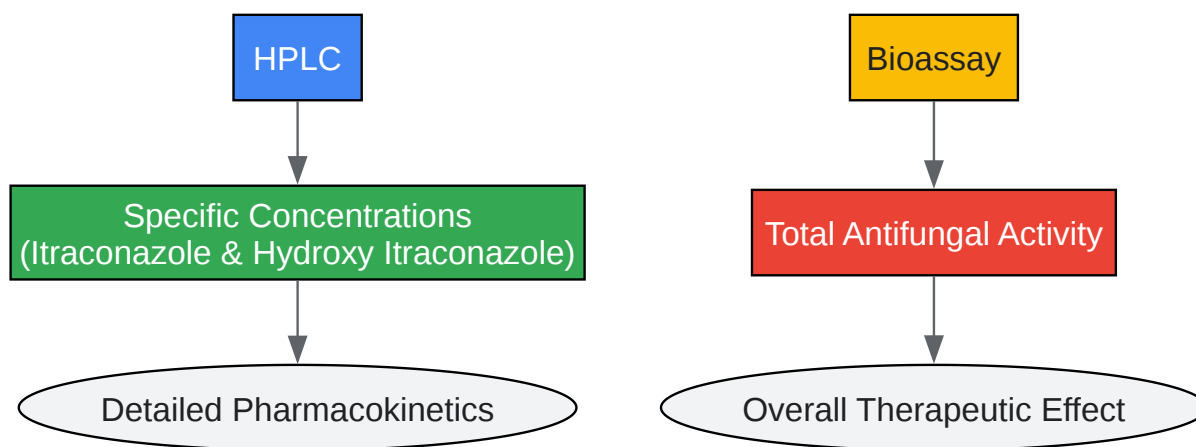 HPLC
Bioassay
Specific Concentrations
(Itraconazole & Hydroxy Itraconazole)
Total Antifungal Activity
Detailed Pharmacokinetics
Overall Therapeutic Effect